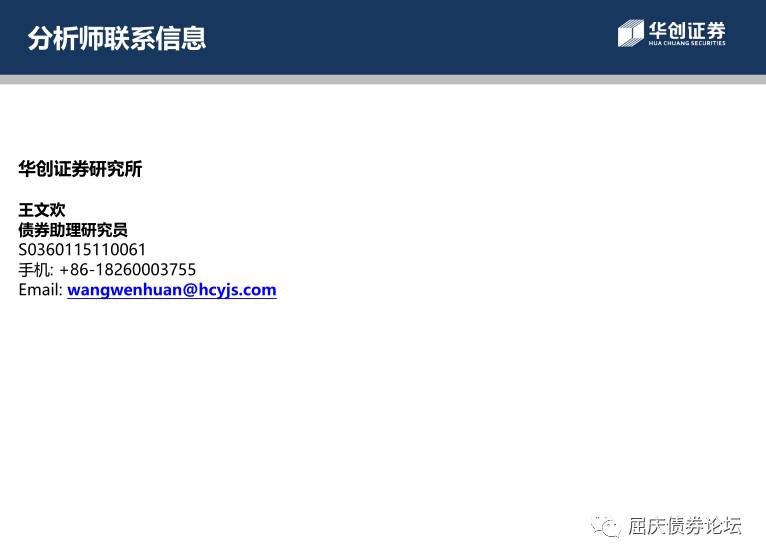 分析师联系信息
华创证券
HUA CHUANG SECURITIES
华创证券研究所
王文欢
债券助理研究员
S0360115110061
手机: +86-18260003755
Email: wangwenhuan@hcyjs.com
屈庆债券论坛